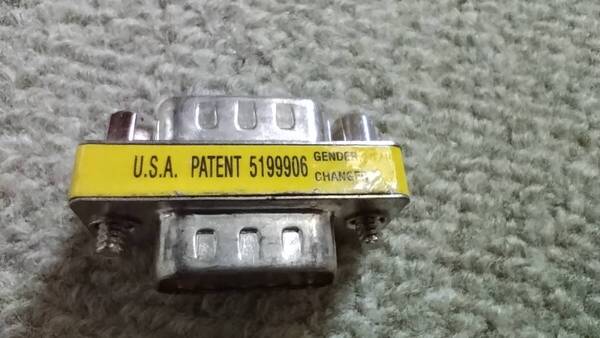 U.S.A. PATENT 5199906
GENDER
CHANGER